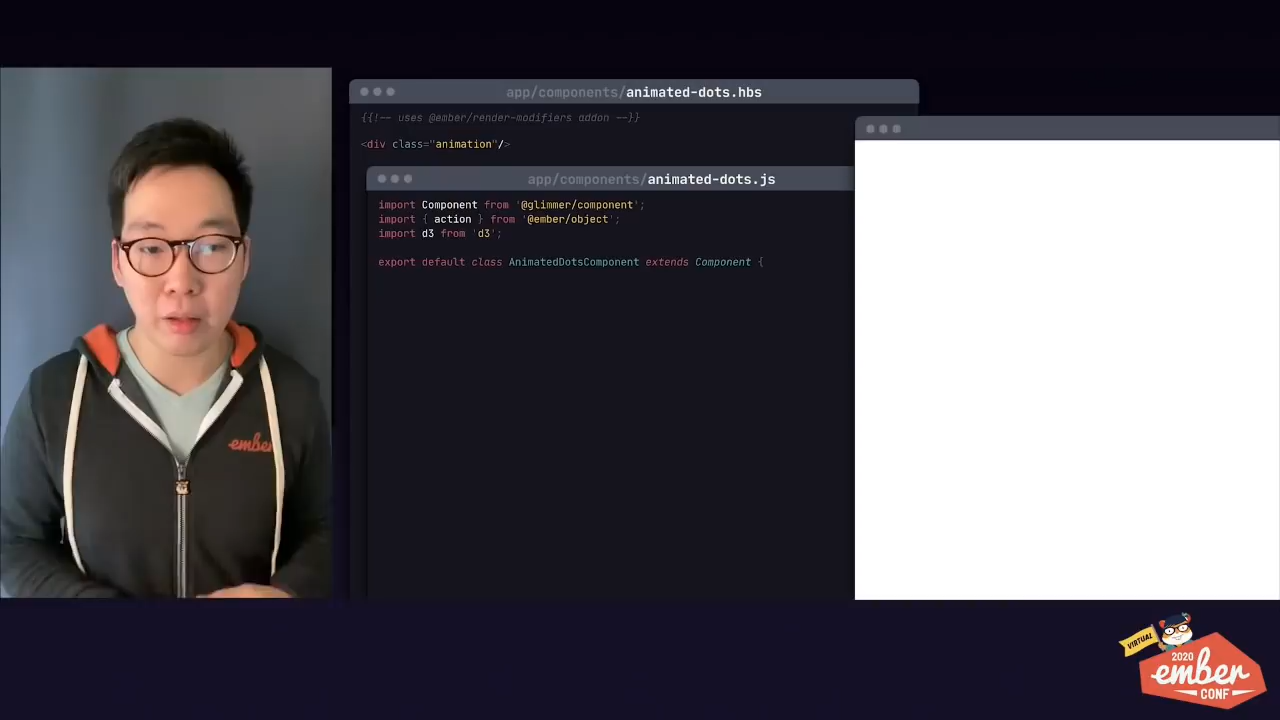 app/components/animated-dots.hbs
{{!-- uses @ember/render-modifiers addon --}}
<div class="animation"/>
app/components/animated-dots.js
import Component from '@glimmer/component';
import { action } from '@ember/object';
import d3 from 'd3';
export default class AnimatedDotsComponent extends Component {
ember
VIRTUAL
2020
ember
CONF